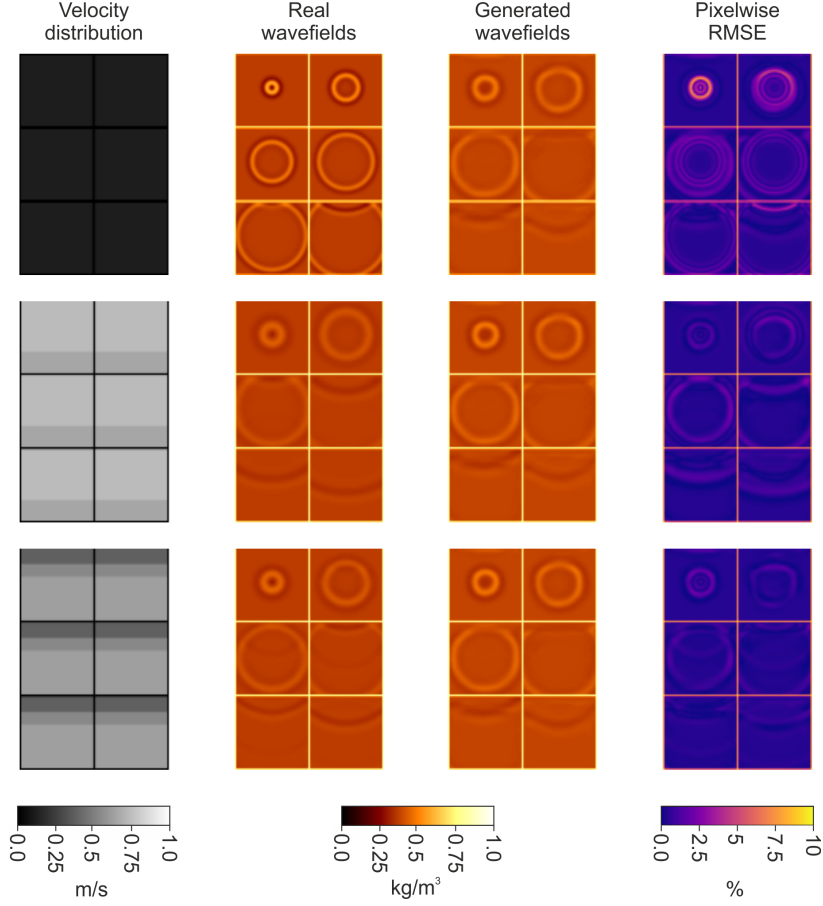 Velocity
distribution
Real
wavefields
Generated
wavefields
Pixelwise
RMSE
0.0 0.25 0.5 0.75 1.0
m/s
0.0 0.25 0.5 0.75 1.0
kg/m³
0.0 2.5 5 7.5 10
%